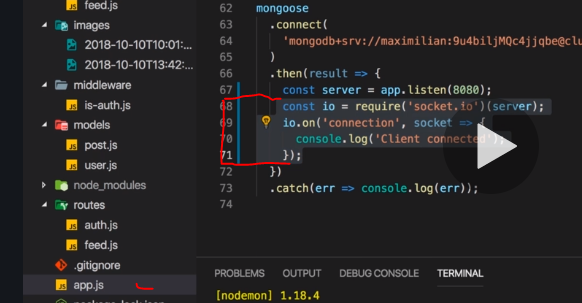 feed.js
images
2018-10-10T10:01:...
2018-10-10T13:42:...
middleware
is-auth.js
models
post.js
user.js
node_modules
routes
auth.js
feed.js
.gitignore
app.js
62 mongoose
63 .connect(
64 'mongodb+srv://maximilian:9u4biljMQc4jjqbe@clu
65 )
66 .then(result => {
67 const server = app.listen(8080);
68 const io = require('socket.io')(server);
69 io.on('connection', socket => {
70 console.log('Client connected');
71 });
72 })
73 .catch(err => console.log(err));
74
PROBLEMS OUTPUT DEBUG CONSOLE TERMINAL
[nodemon] 1.18.4